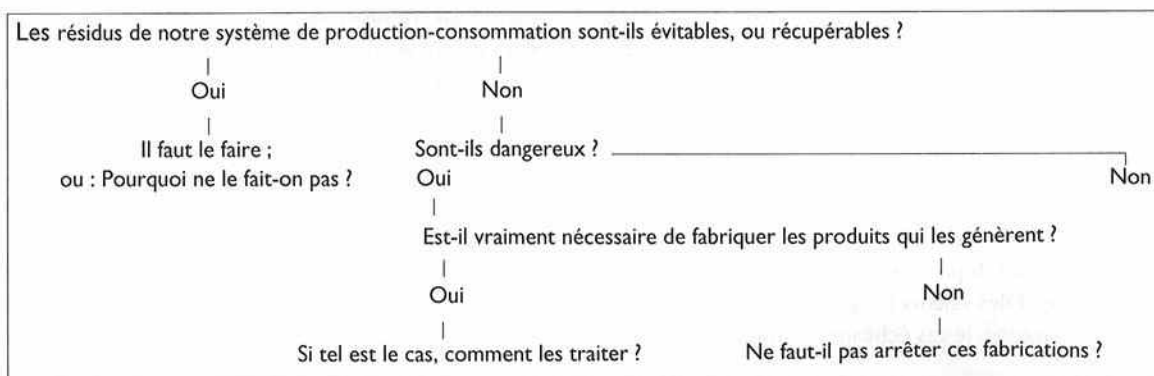 Les résidus de notre système de production-consommation sont-ils évitables, ou récupérables ?
Oui Non
Il faut le faire ; Sont-ils dangereux ?
ou : Pourquoi ne le fait-on pas ? Oui Non
Est-il vraiment nécessaire de fabriquer les produits qui les génèrent ?
Oui Non
Si tel est le cas, comment les traiter ? Ne faut-il pas arrêter ces fabrications ?